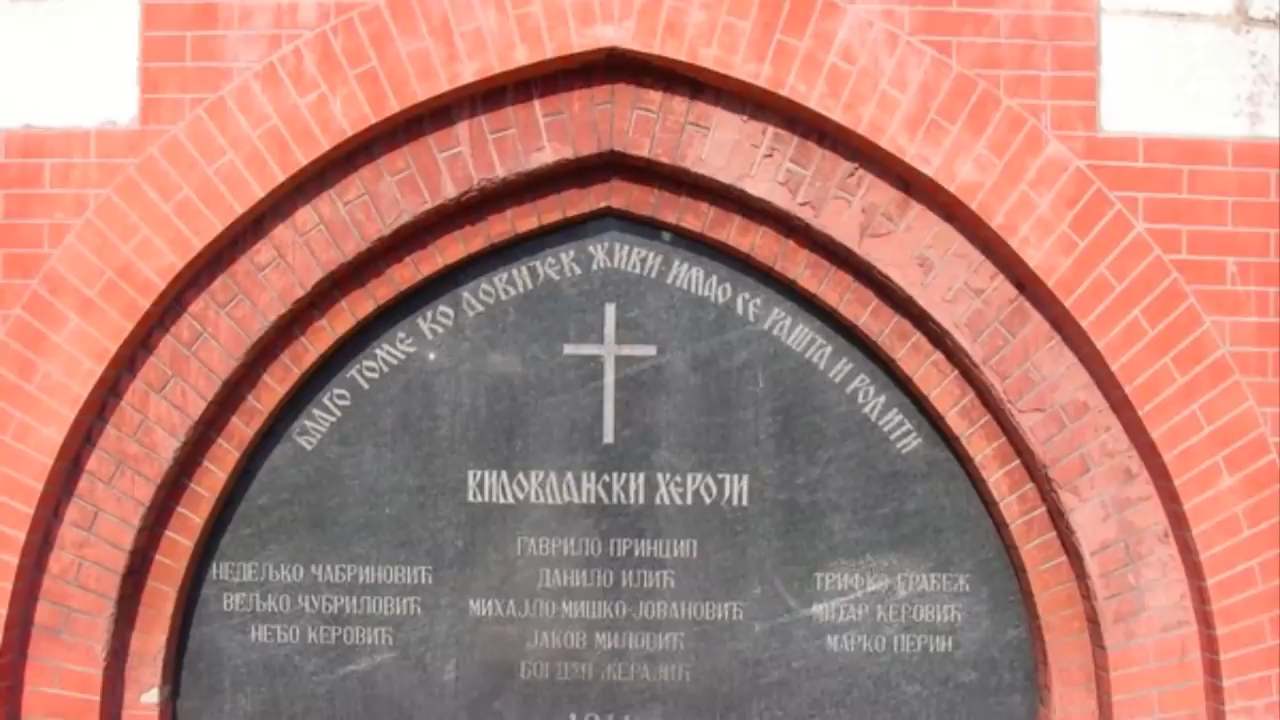 БЛАГО ТОМЕ КО ДОВИЈЕК ЖИВИ ИМАО СЕ РАШТА И РОДИТИ
ВИДОВДАНСКИ ХЕРОЈИ
ГАВРИЛО ПРИНЦИП
ДАНИЛО ИЛИЋ
МИХАЈЛО-МИШКО-ЈОВАНОВИЋ
ЈАКОВ МИЛОВИЋ
БОГДАН ЖЕРАЈИЋ
НЕДЕЉКО ЧАБРИНОВИЋ
ВЕЉКО ЧУБРИЛОВИЋ
НЕЂО КЕРОВИЋ
ТРИФКО ГРАБЕЖ
МИТАР КЕРОВИЋ
МАРКО ПЕРИН